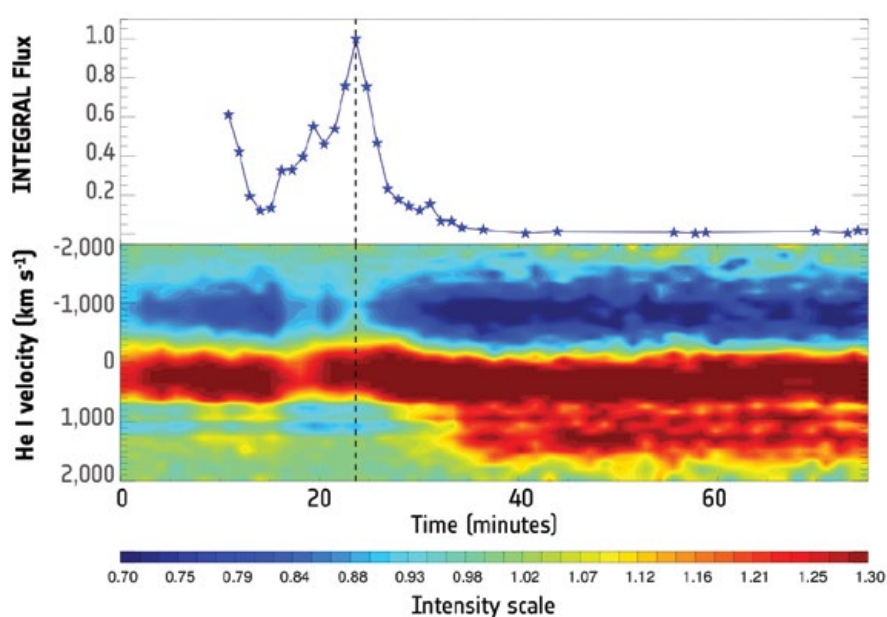 INTEGRAL Flux
1.0
0.8
0.6
0.4
0.2
He I velocity (km s⁻¹)
-2,000
-1,000
0
1,000
2,000
0 20 40 60
Time (minutes)
0.70 0.75 0.79 0.84 0.88 0.93 0.98 1.02 1.07 1.12 1.16 1.21 1.25 1.30
Intensity scale